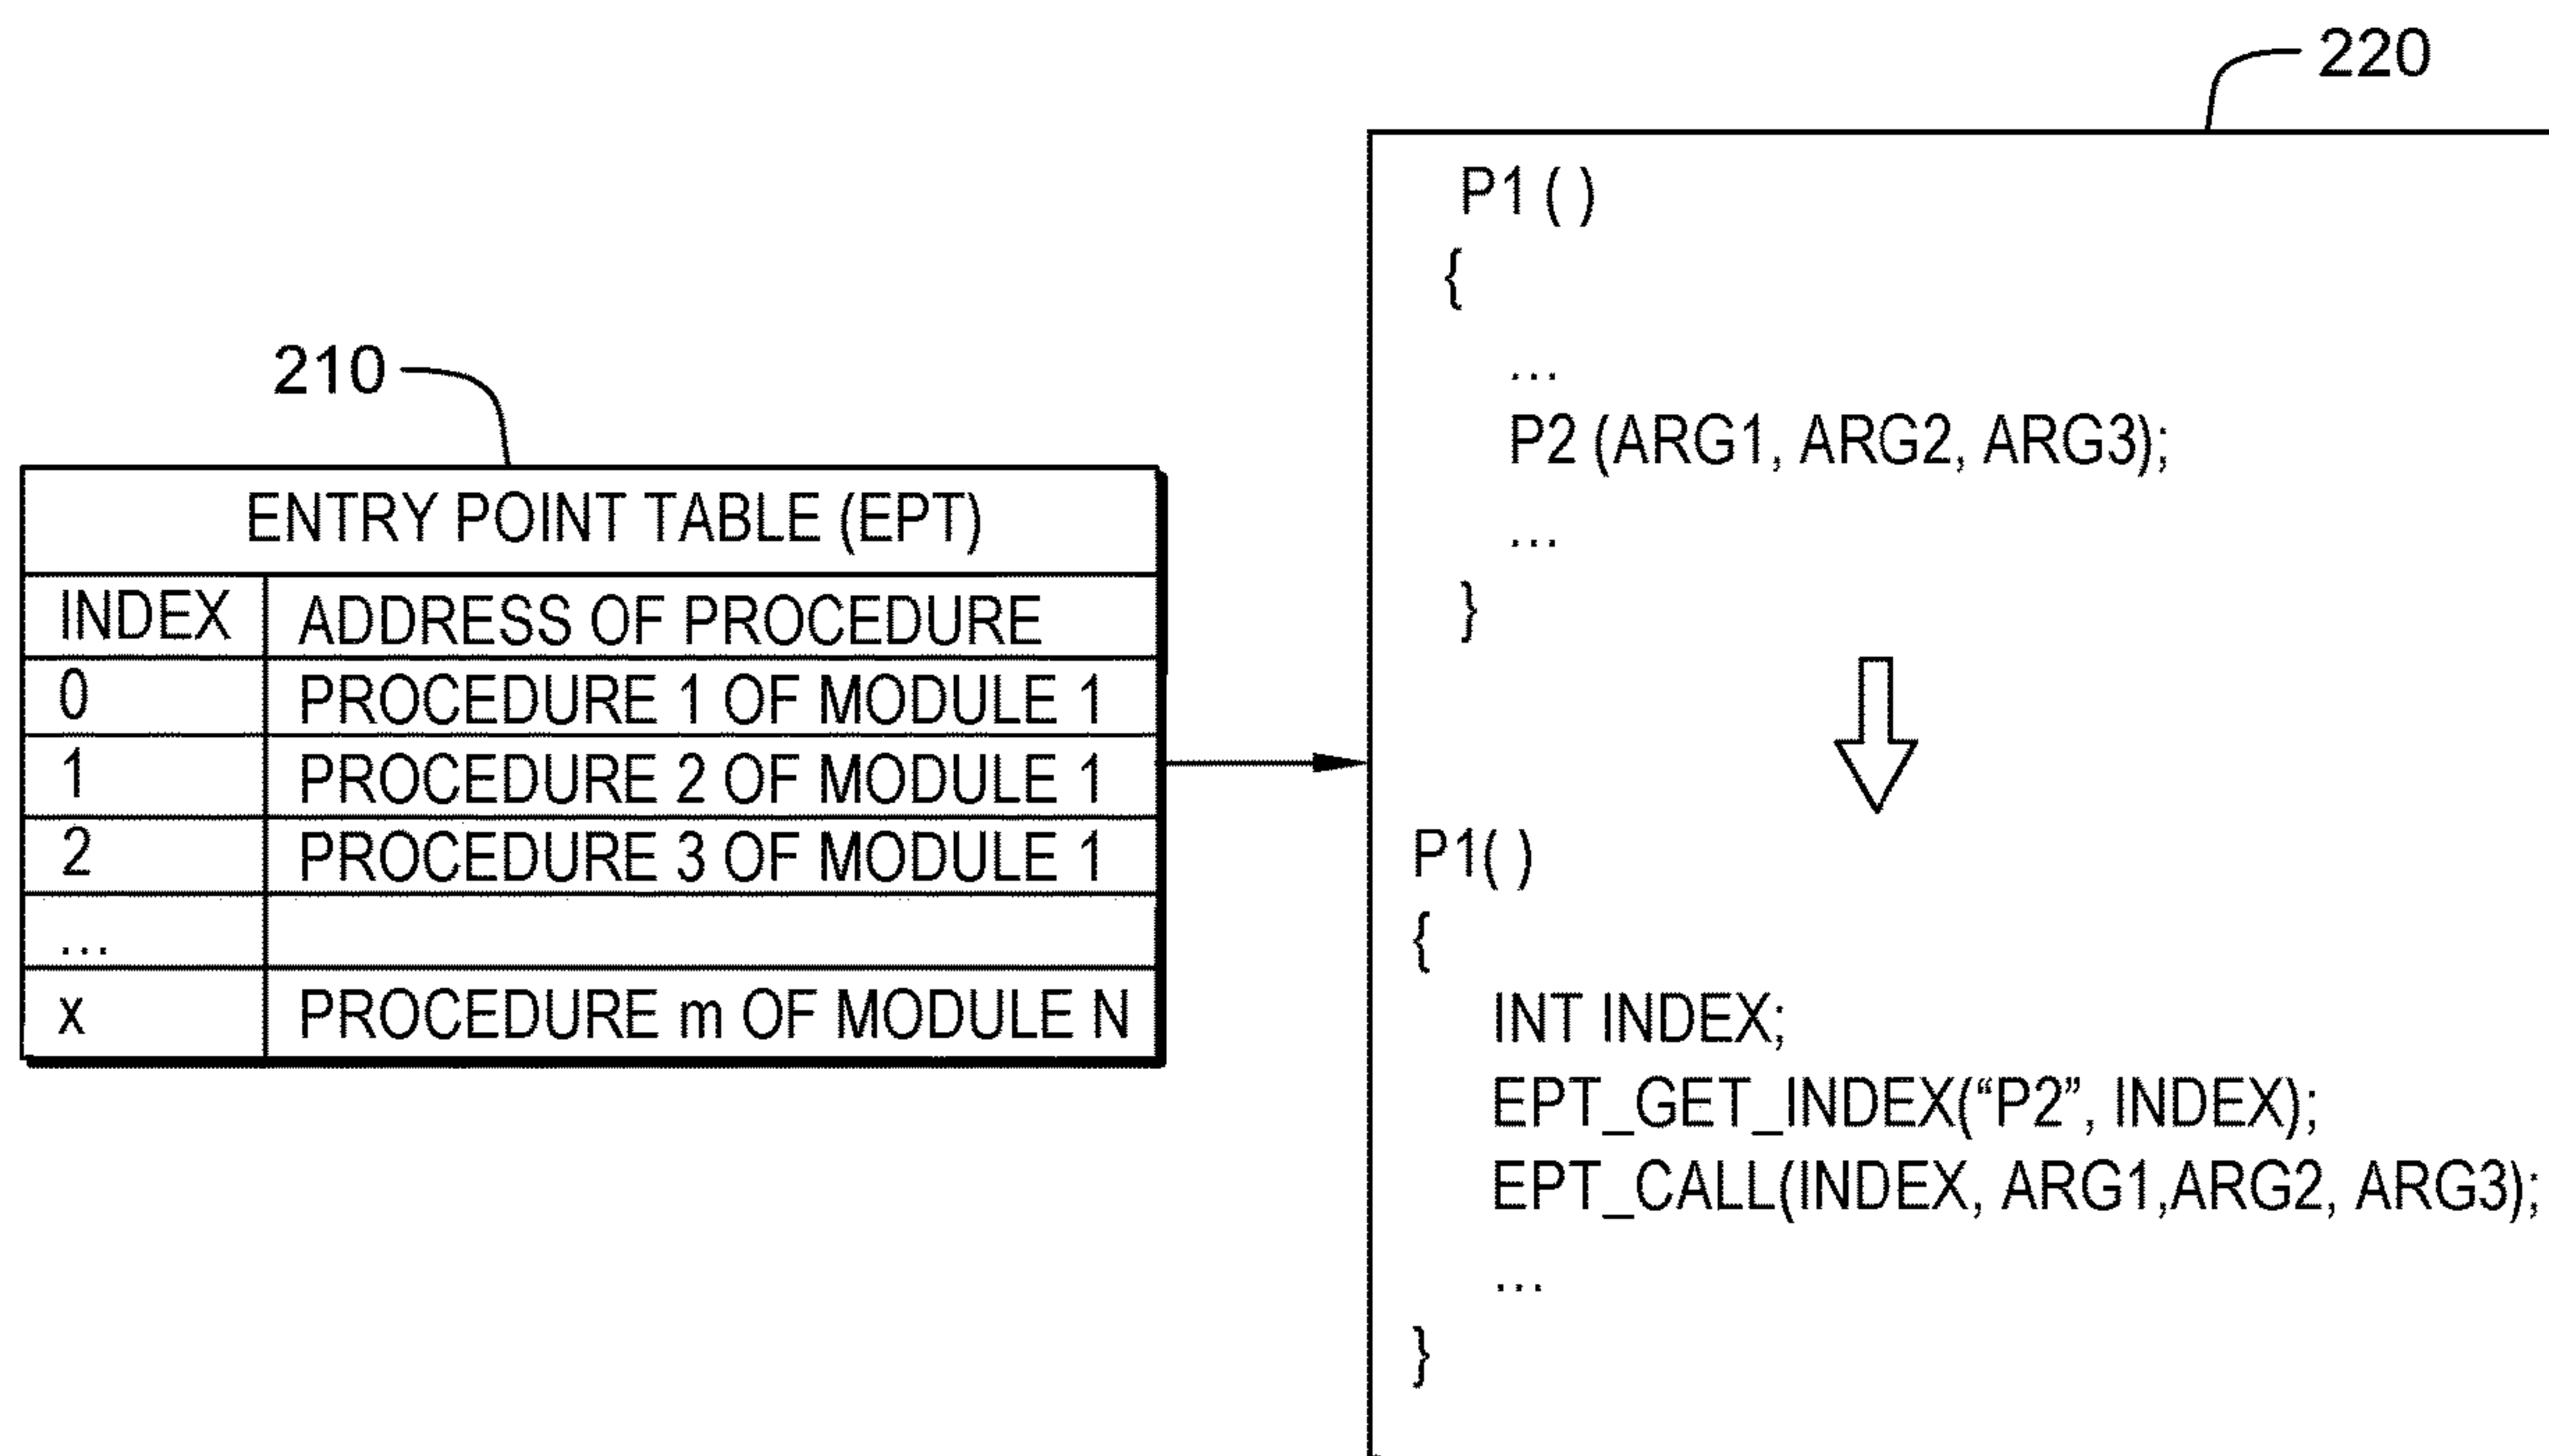 210
ENTRY POINT TABLE (EPT)
INDEX ADDRESS OF PROCEDURE
0 PROCEDURE 1 OF MODULE 1
1 PROCEDURE 2 OF MODULE 1
2 PROCEDURE 3 OF MODULE 1
...
x PROCEDURE m OF MODULE N
220
P1 ( )
{
...
P2 (ARG1, ARG2, ARG3);
...
}
P1( )
{
INT INDEX;
EPT_GET_INDEX(“P2”, INDEX);
EPT_CALL(INDEX, ARG1,ARG2, ARG3);
...
}